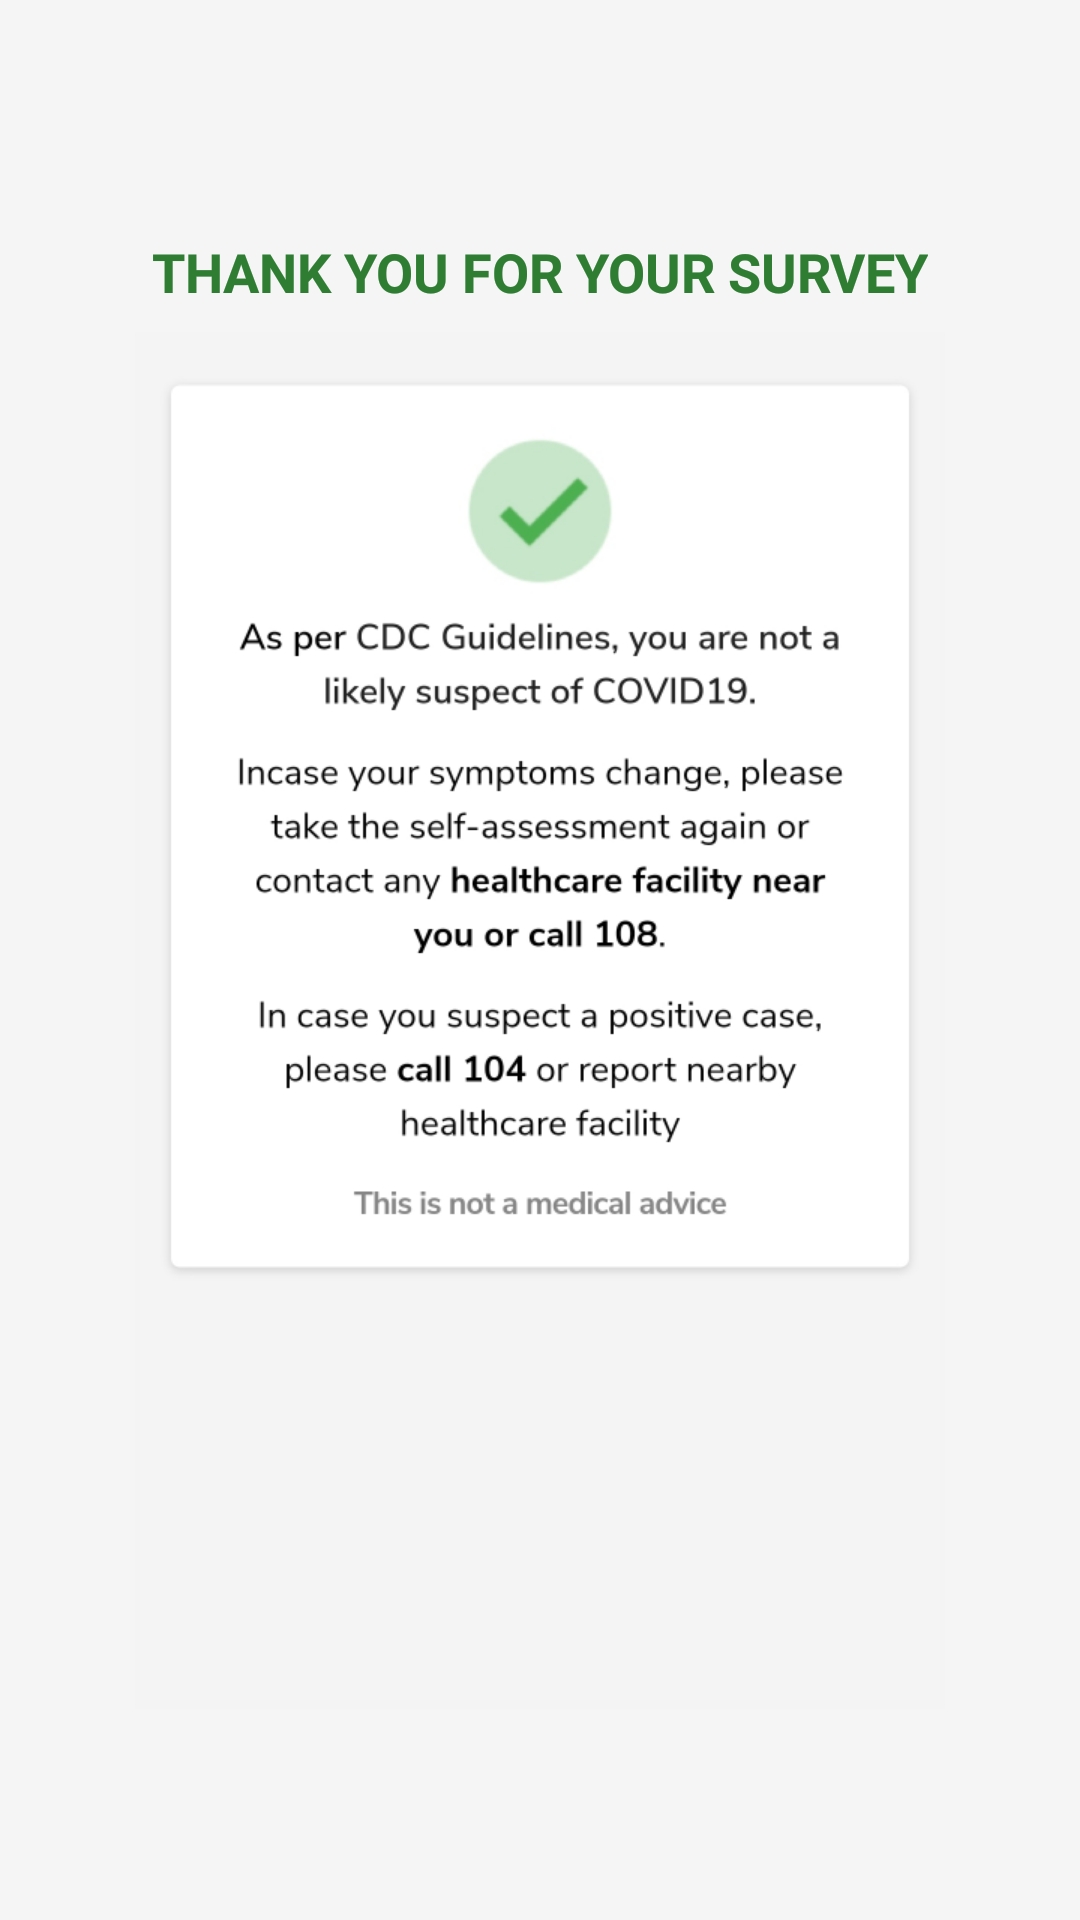 THANK YOU FOR YOUR SURVEY
As per CDC Guidelines, you are not a
likely suspect of COVID19.
Incase your symptoms change, please
take the self-assessment again or
contact any healthcare facility near
you or call 108.
In case you suspect a positive case,
please call 104 or report nearby
healthcare facility
This is not a medical advice